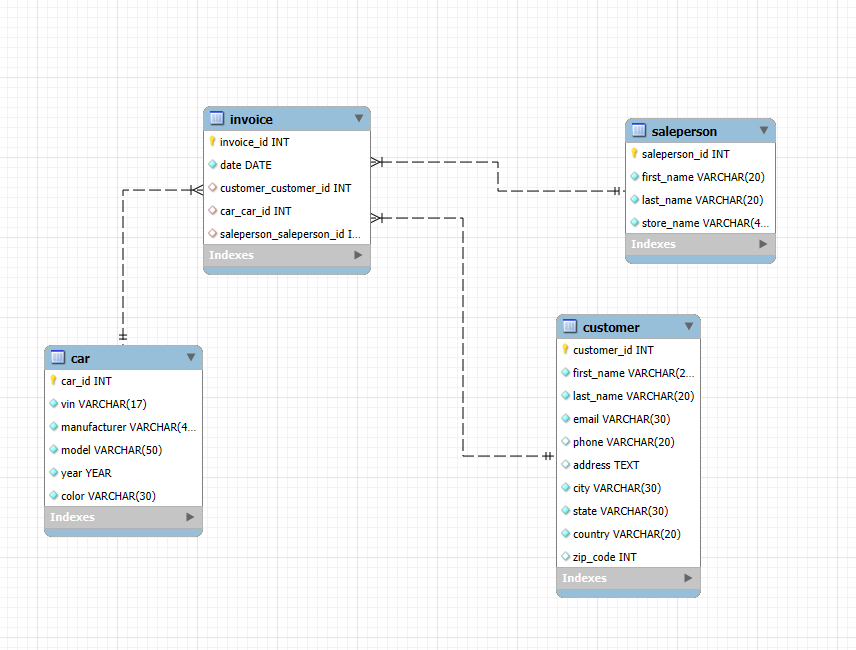 invoice
invoice_id INT
date DATE
customer_customer_id INT
car_car_id INT
saleperson_saleperson_id I...
Indexes
saleperson
saleperson_id INT
first_name VARCHAR(20)
last_name VARCHAR(20)
store_name VARCHAR(4...
Indexes
car
car_id INT
vin VARCHAR(17)
manufacturer VARCHAR(4...
model VARCHAR(50)
year YEAR
color VARCHAR(30)
Indexes
customer
customer_id INT
first_name VARCHAR(2...
last_name VARCHAR(20)
email VARCHAR(30)
phone VARCHAR(20)
address TEXT
city VARCHAR(30)
state VARCHAR(30)
country VARCHAR(20)
zip_code INT
Indexes